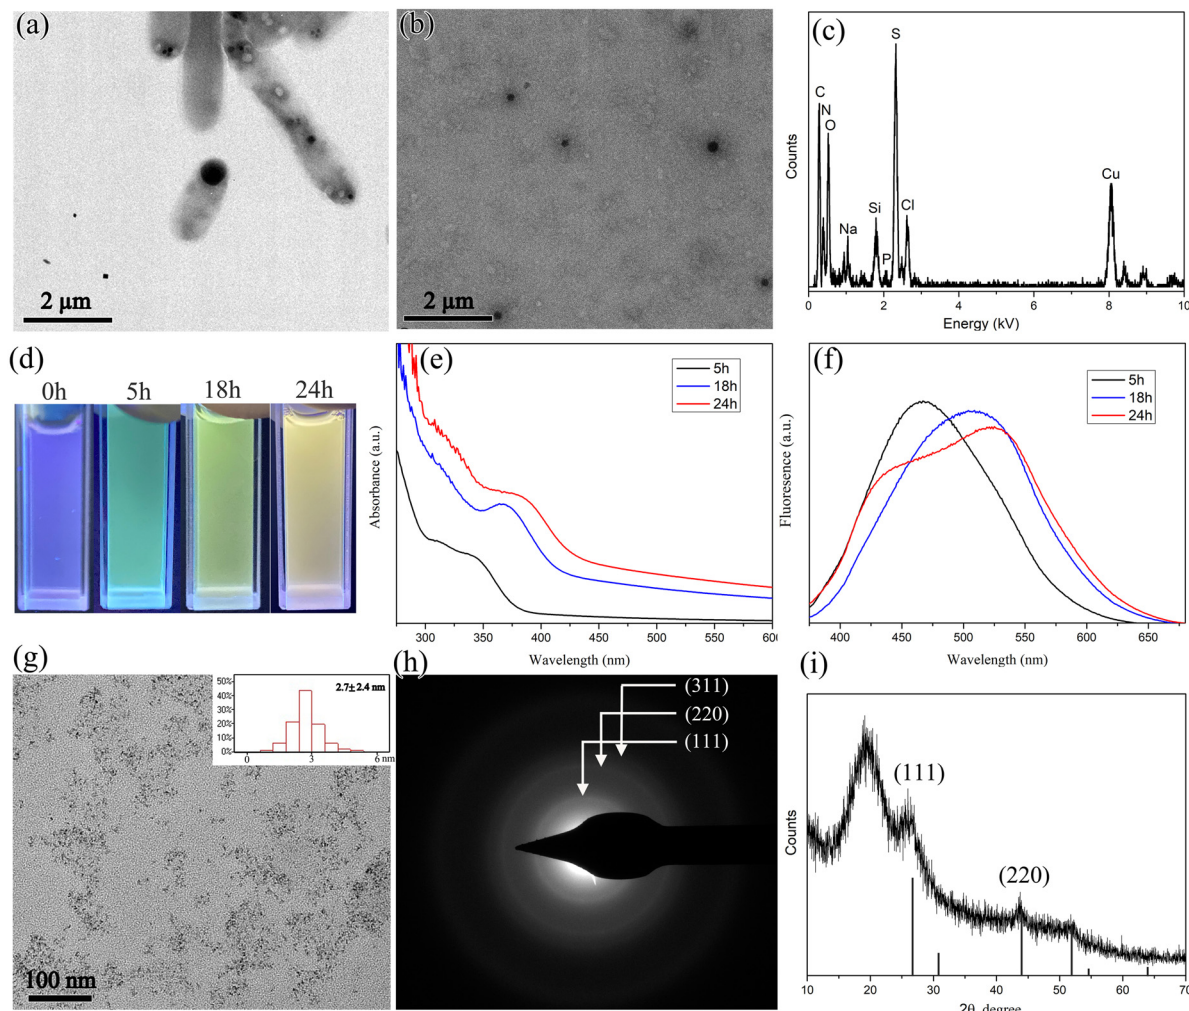 (a)
2 μm
(b)
2 μm
(c)
S
C
N
O
Cu
Si
Cl
Na
P
Counts
0 2 4 6 8 10
Energy (kV)
(d)
0h 5h 18h 24h
(e)
5h
18h
24h
Absorbance (a.u.)
300 350 400 450 500 550 600
Wavelength (nm)
(f)
5h
18h
24h
Fluoresence (a.u.)
400 450 500 550 600 650
Wavelength (nm)
(g)
50%
40%
30%
20%
10%
0%
2.7± 2.4 nm
0 3 6 nm
100 nm
(h)
(311)
(220)
(111)
(i)
(111)
(220)
Counts
10 20 30 40 50 60 70
2θ, degree